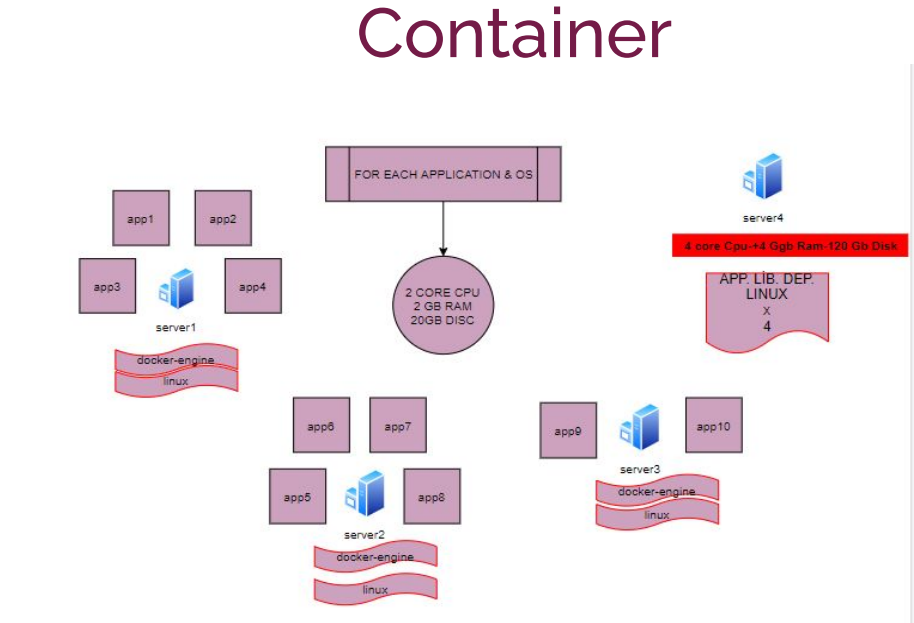 Container
FOR EACH APPLICATION & OS
2 CORE CPU
2 GB RAM
20GB DISC
server4
4 core Cpu-+4 Ggb Ram-120 Gb Disk
APP. LİB. DEP.
LINUX
X
4
app1
app2
app3
app4
server1
docker-engine
linux
app6
app7
app5
app8
server2
docker-engine
linux
app9
app10
server3
docker-engine
linux